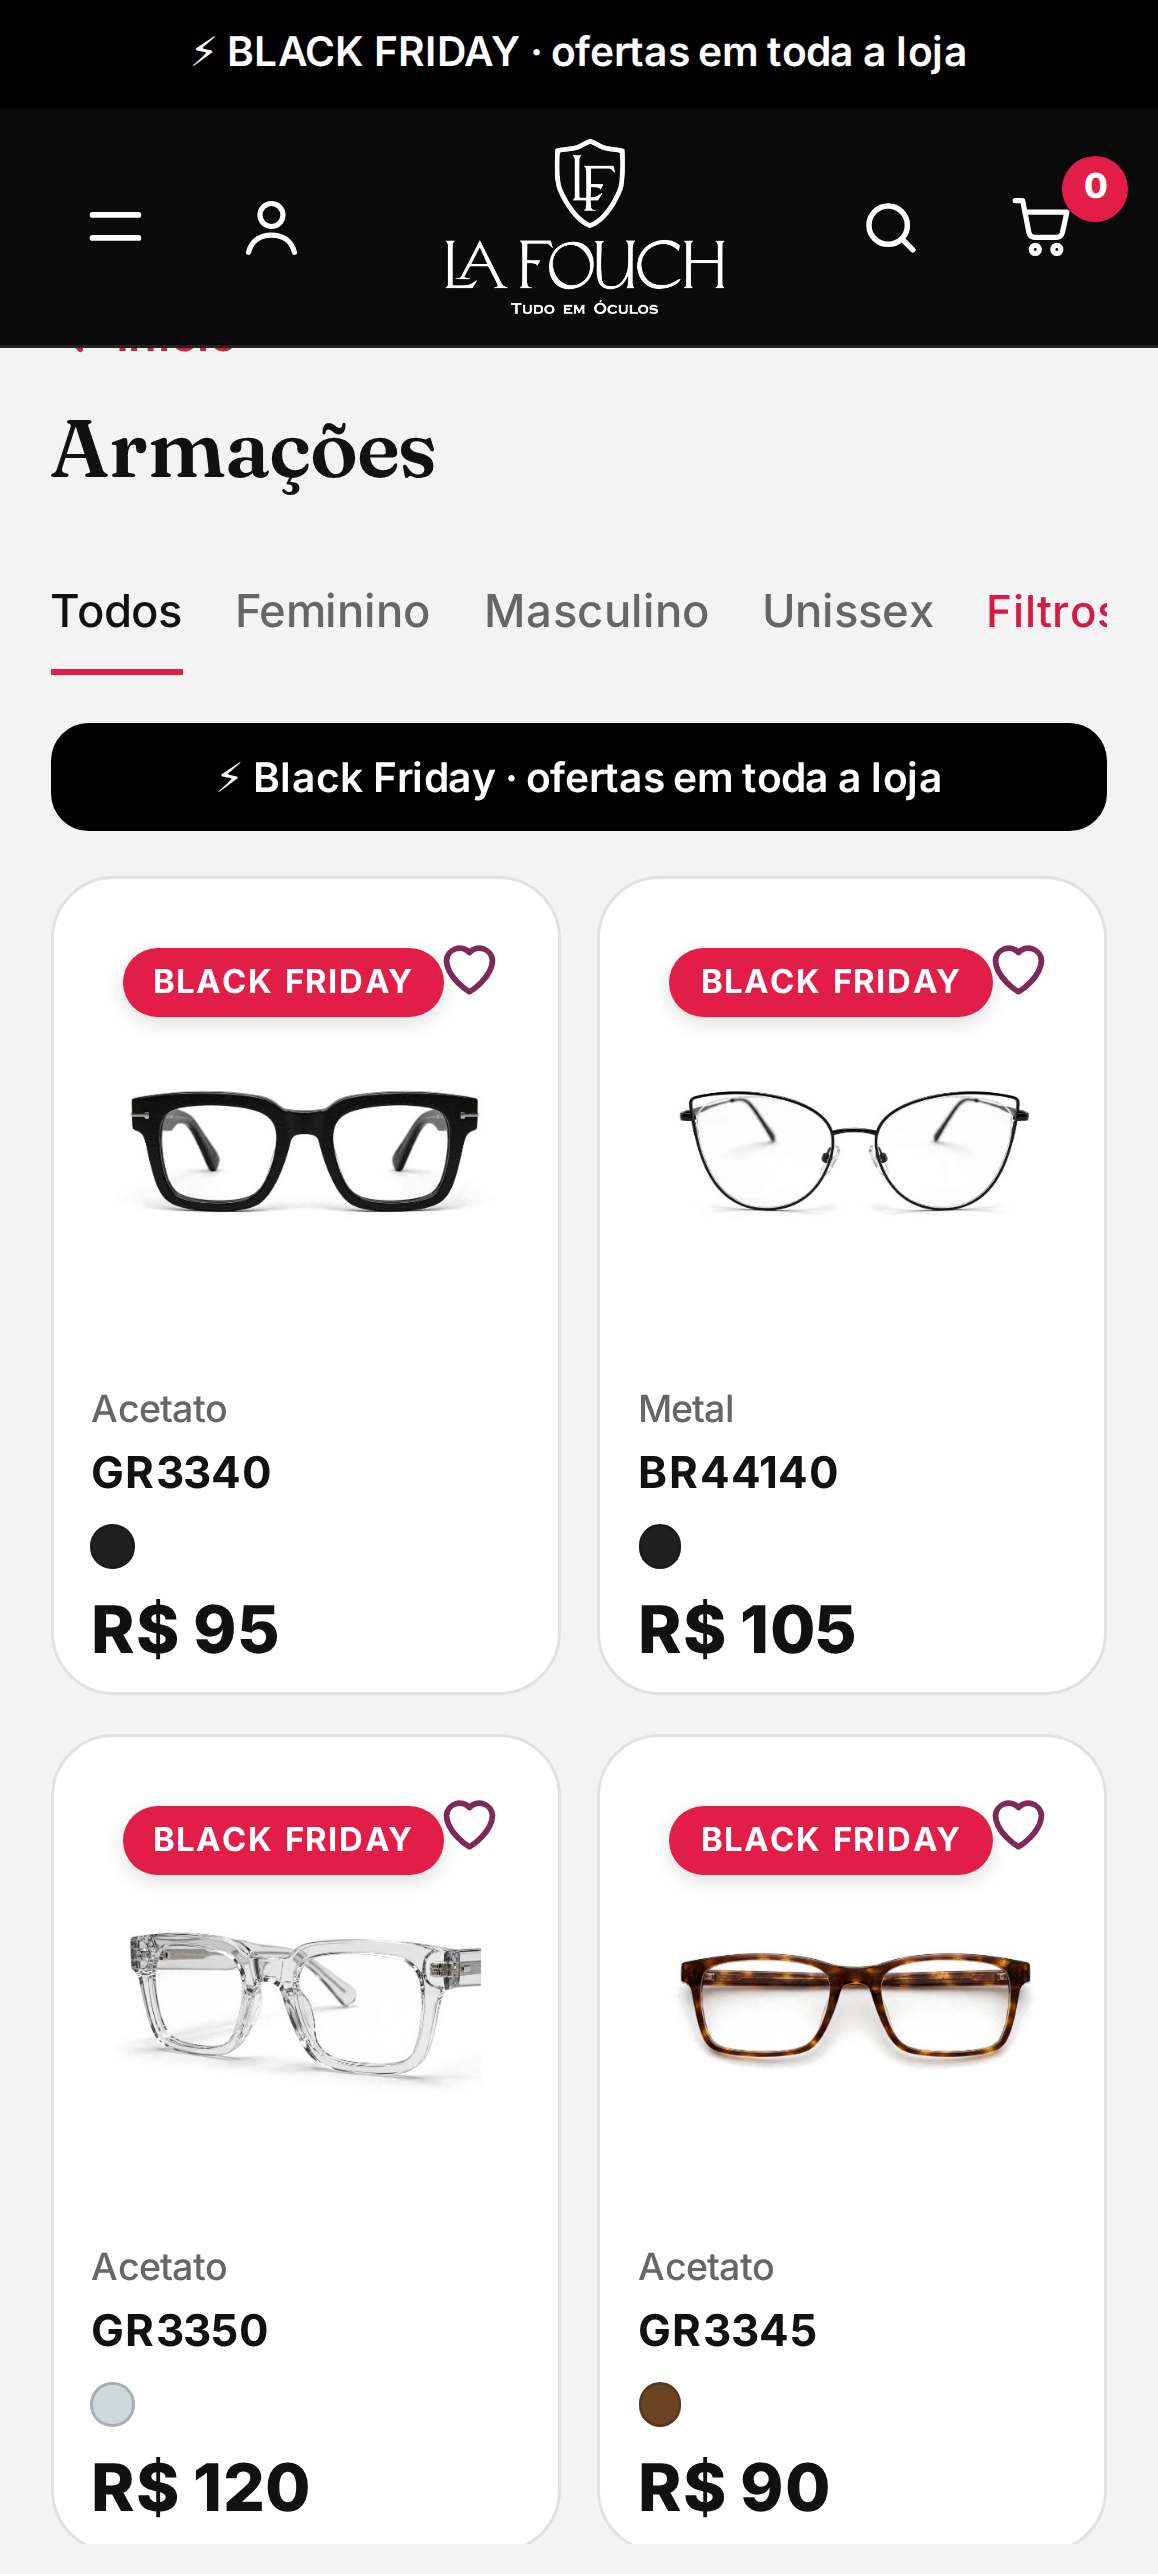 ⚡ BLACK FRIDAY · ofertas em toda a loja
0
LF
LA FOUCH
TUDO EM ÓCULOS
Armações
Todos Feminino Masculino Unissex Filtros
⚡ Black Friday · ofertas em toda a loja
BLACK FRIDAY BLACK FRIDAY
Acetato Metal
GR3340 BR44140
R$ 95 R$ 105
BLACK FRIDAY BLACK FRIDAY
Acetato Acetato
GR3350 GR3345
R$ 120 R$ 90